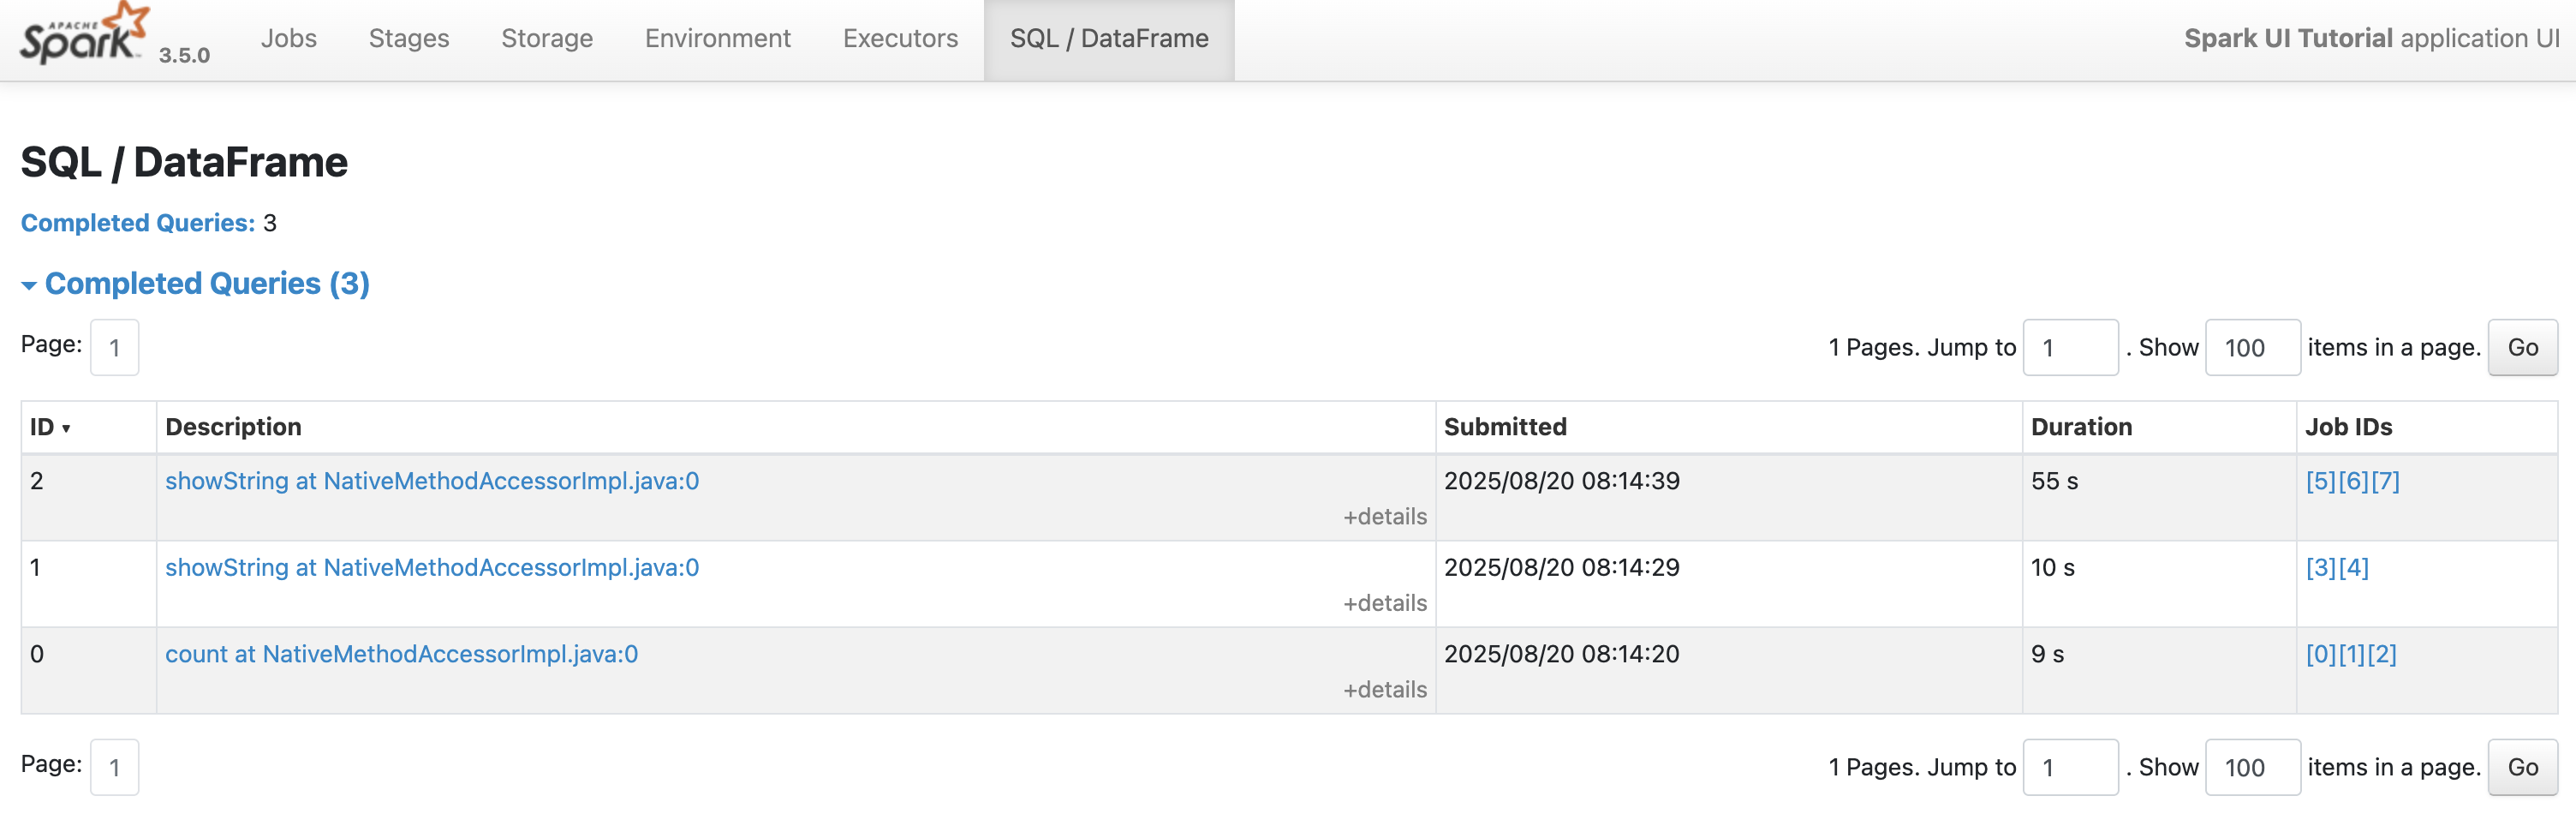 APACHE
Spark 3.5.0 Jobs Stages Storage Environment Executors SQL / DataFrame Spark UI Tutorial application UI
SQL / DataFrame
Completed Queries: 3
Completed Queries (3)
Page: 1 1 Pages. Jump to 1 . Show 100 items in a page. Go
ID ▾ Description Submitted Duration Job IDs
2 showString at NativeMethodAccessorImpl.java:0 2025/08/20 08:14:39 55 s [5][6][7]
+details
1 showString at NativeMethodAccessorImpl.java:0 2025/08/20 08:14:29 10 s [3][4]
+details
0 count at NativeMethodAccessorImpl.java:0 2025/08/20 08:14:20 9 s [0][1][2]
+details
Page: 1 1 Pages. Jump to 1 . Show 100 items in a page. Go